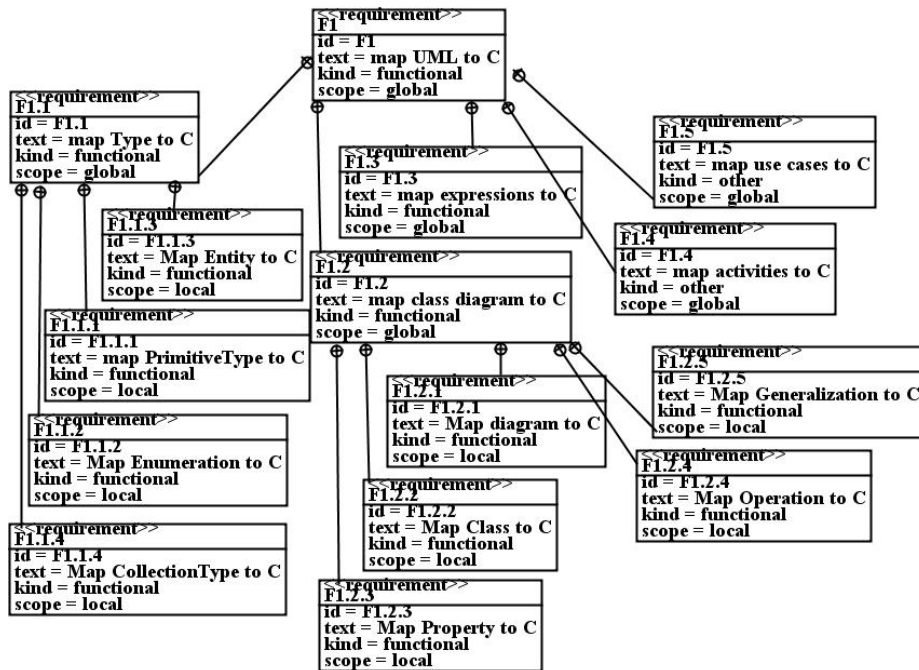 <<requirement>>
F1
id = F1
text = map UML to C
kind = functional
scope = global
<<requirement>>
F1.1
id = F1.1
text = map Type to C
kind = functional
scope = global
<<requirement>>
F1.5
id = F1.5
text = map use cases to C
kind = other
scope = global
<<requirement>>
F1.3
id = F1.3
text = map expressions to C
kind = functional
scope = global
<<requirement>>
F1.1.3
id = F1.1.3
text = Map Entity to C
kind = functional
scope = local
<<requirement>>
F1.4
id = F1.4
text = map activities to C
kind = other
scope = global
<<requirement>>
F1.2
id = F1.2
text = map class diagram to C
kind = functional
scope = global
<<requirement>>
F1.1.1
id = F1.1.1
text = map PrimitiveType to C
kind = functional
scope = local
<<requirement>>
F1.2.5
id = F1.2.5
text = Map Generalization to C
kind = functional
scope = local
<<requirement>>
F1.2.1
id = F1.2.1
text = Map diagram to C
kind = functional
scope = local
<<requirement>>
F1.1.2
id = F1.1.2
text = Map Enumeration to C
kind = functional
scope = local
<<requirement>>
F1.2.4
id = F1.2.4
text = Map Operation to C
kind = functional
scope = local
<<requirement>>
F1.2.2
id = F1.2.2
text = Map Class to C
kind = functional
scope = local
<<requirement>>
F1.1.4
id = F1.1.4
text = Map CollectionType to C
kind = functional
scope = local
<<requirement>>
F1.2.3
id = F1.2.3
text = Map Property to C
kind = functional
scope = local